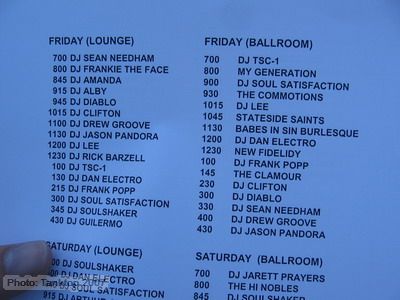 FRIDAY (LOUNGE)
700 DJ SEAN NEEDHAM
800 DJ FRANKIE THE FACE
845 DJ AMANDA
915 DJ ALBY
945 DJ DIABLO
1015 DJ CLIFTON
1100 DJ DREW GROOVE
1130 DJ JASON PANDORA
1200 DJ LEE
1230 DJ RICK BARZELL
100 DJ TSC-1
130 DJ DAN ELECTRO
215 DJ FRANK POPP
300 DJ SOUL SATISFACTION
345 DJ SOULSHAKER
430 DJ GUILERMO
SATURDAY (LOUNGE)
DJ SOULSHAKER
DJ DAN ELECTRO
DJ SOUL SATISFACTION
915 DJ
FRIDAY (BALLROOM)
700 DJ TSC-1
800 MY GENERATION
900 DJ SOUL SATISFACTION
930 THE COMMOTIONS
1015 DJ LEE
1045 STATESIDE SAINTS
1130 BABES IN SIN BURLESQUE
1200 DJ DAN ELECTRO
1230 NEW FIDELIDY
100 DJ FRANK POPP
145 THE CLAMOUR
230 DJ CLIFTON
300 DJ DIABLO
330 DJ SEAN NEEDHAM
400 DJ DREW GROOVE
430 DJ JASON PANDORA
SATURDAY (BALLROOM)
700 DJ JARETT PRAYERS
800 THE HI NOBLES
845 DJ SOULSHAKER
Photo: Tanktop 2007